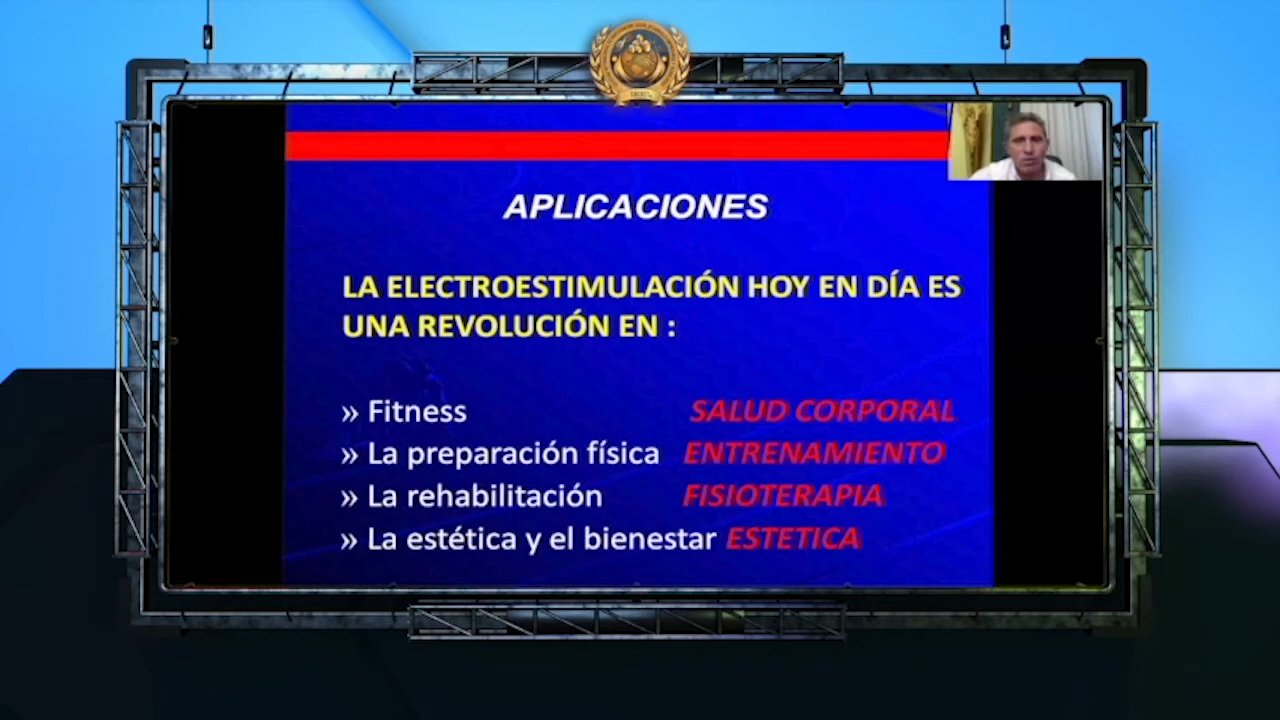 APLICACIONES
LA ELECTROESTIMULACIÓN HOY EN DÍA ES
UNA REVOLUCIÓN EN :
» Fitness SALUD CORPORAL
» La preparación física ENTRENAMIENTO
» La rehabilitación FISIOTERAPIA
» La estética y el bienestar ESTETICA